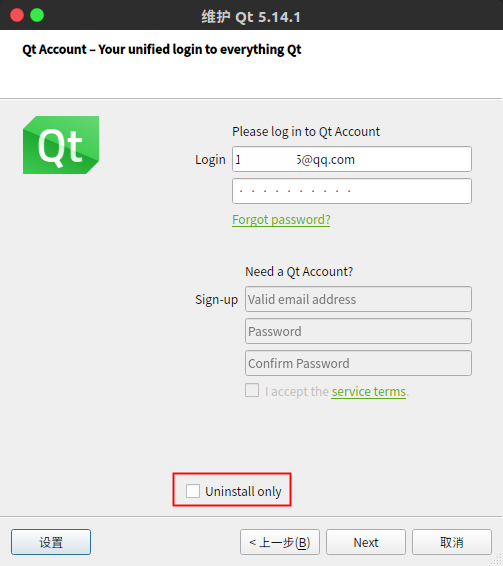 维护 Qt 5.14.1
Qt Account – Your unified login to everything Qt
Qt
Please log in to Qt Account
Login
1 5@qq.com
Forgot password?
Need a Qt Account?
Sign-up
Valid email address
Password
Confirm Password
I accept the service terms.
Uninstall only
设置
< 上一步(B)
Next
取消